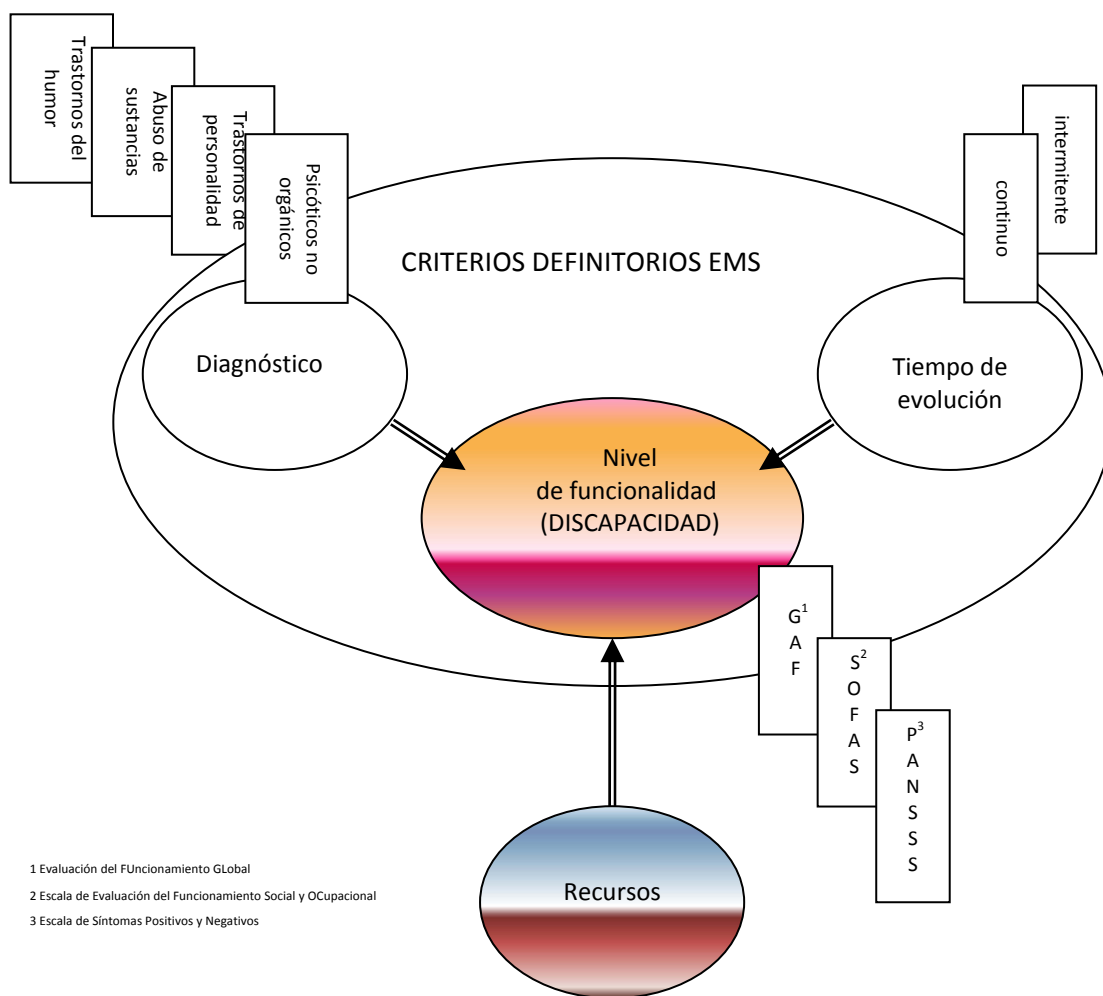 Trastornos del
humor
Abuso de
sustancias
Trastornos de
personalidad
Psicóticos no
orgánicos
intermitente
continuo
CRITERIOS DEFINITORIOS EMS
Diagnóstico
Tiempo de
evolución
Nivel
de funcionalidad
(DISCAPACIDAD)
G¹
A
F
S²
O
F
A
S
P³
A
N
S
S
S
Recursos
1 Evaluación del FUncionamiento GLobal
2 Escala de Evaluación del Funcionamiento Social y OCupacional
3 Escala de Síntomas Positivos y Negativos